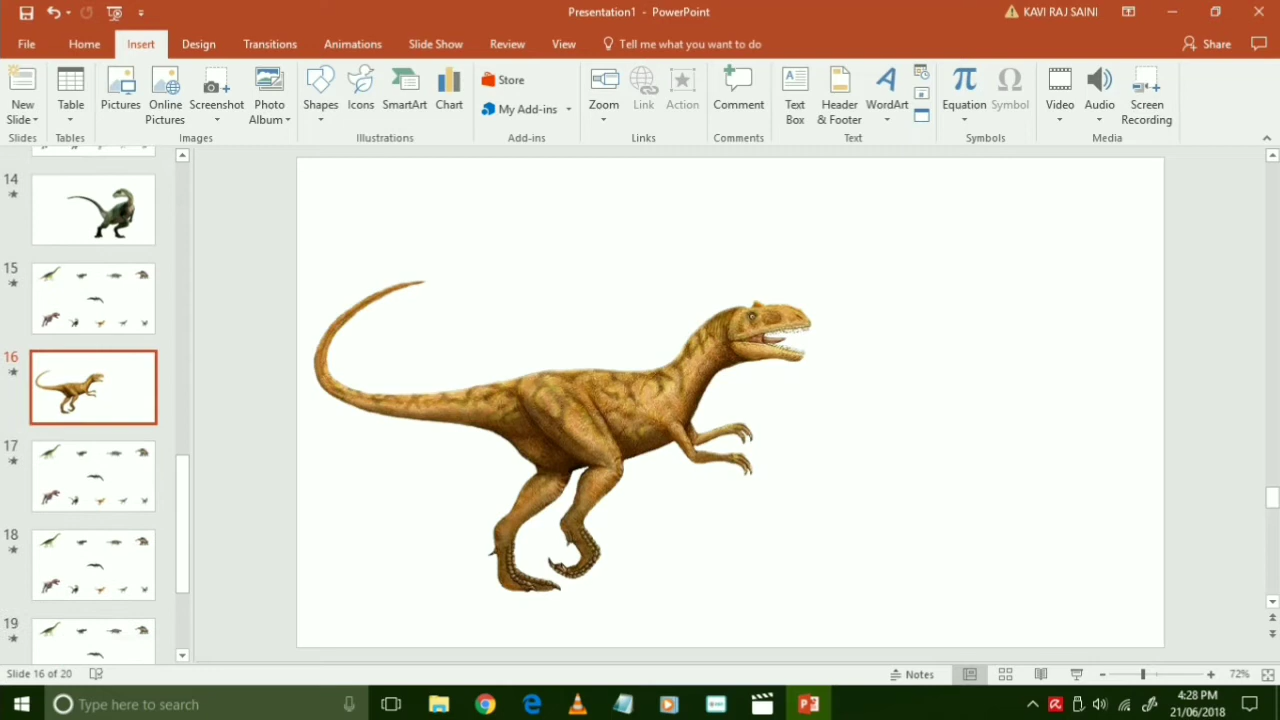 Presentation1 - PowerPoint
KAVI RAJ SAINI
File Home Insert Design Transitions Animations Slide Show Review View Tell me what you want to do Share
New Slide
Table
Pictures
Online Pictures
Screenshot
Photo Album
Shapes
Icons
SmartArt
Chart
Store
My Add-ins
Zoom
Link
Action
Comment
Text Box
Header & Footer
WordArt
Equation
Symbol
Video
Audio
Screen Recording
Slides Tables Images Illustrations Add-ins Links Comments Text Symbols Media
14
15
16
17
18
19
Slide 16 of 20
Notes
72%
Type here to search
4:28 PM
21/06/2018